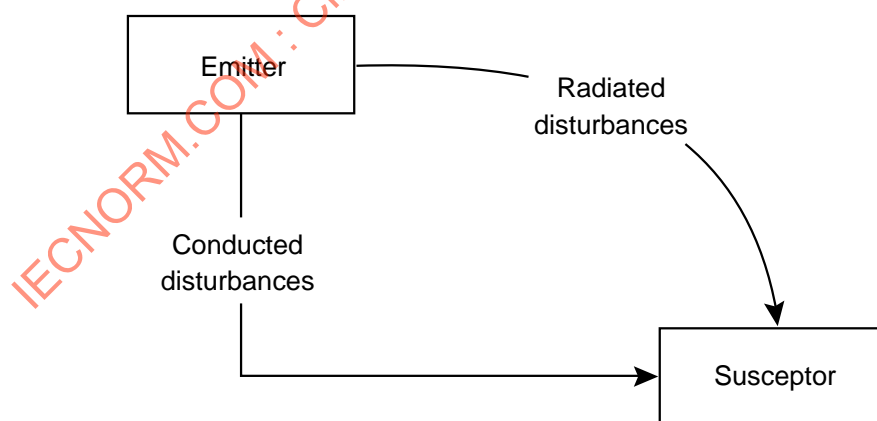 Emitter
Radiated
disturbances
Conducted
disturbances
Susceptor
IECNORM.COM :